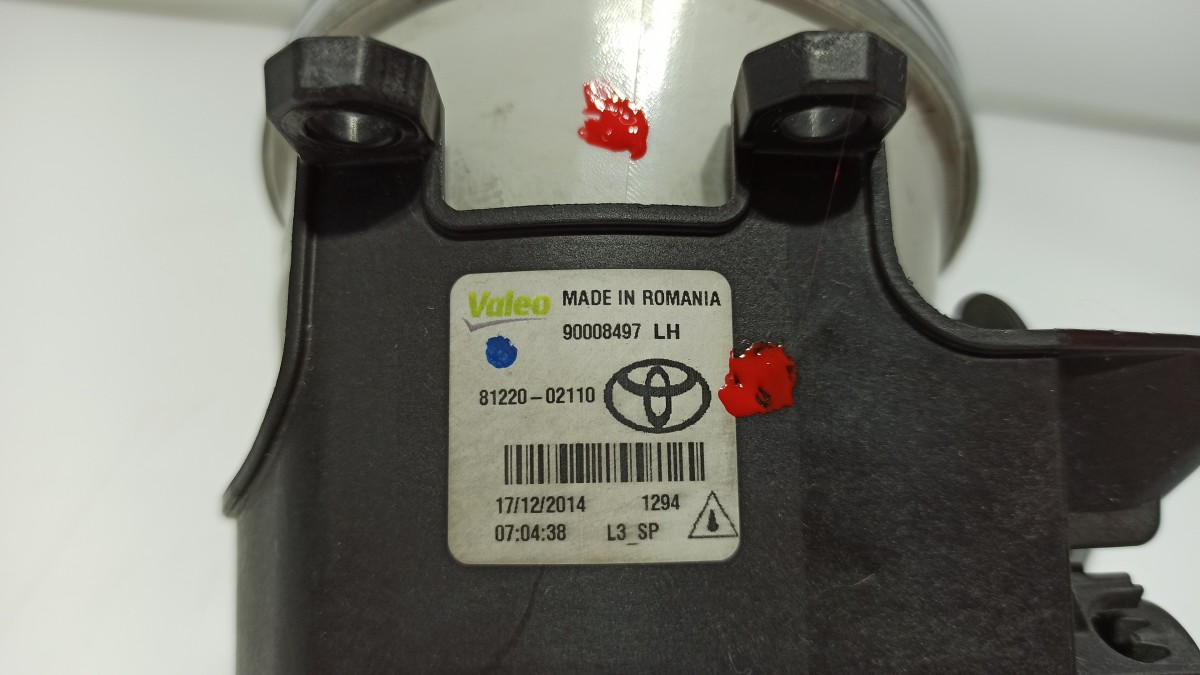 Valeo MADE IN ROMANIA
90008497 LH
81220-02110
17/12/2014 1294
07:04:38 L3_SP